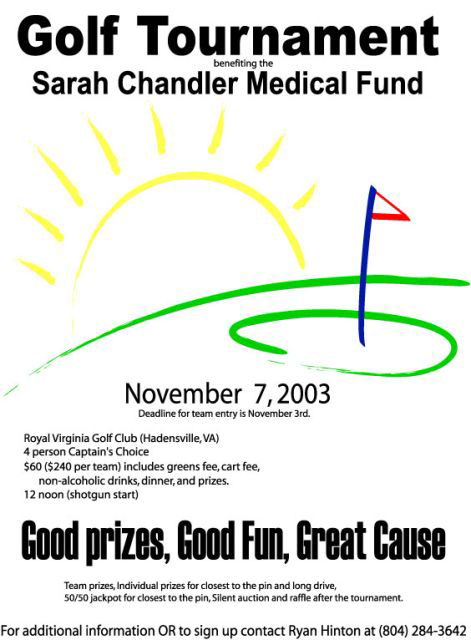 Golf Tournament
benefiting the
Sarah Chandler Medical Fund
November 7, 2003
Deadline for team entry is November 3rd.
Royal Virginia Golf Club (Hadensville, VA)
4 person Captain's Choice
$60 ($240 per team) includes greens fee, cart fee,
non-alcoholic drinks, dinner, and prizes.
12 noon (shotgun start)
Good prizes, Good Fun, Great Cause
Team prizes, Individual prizes for closest to the pin and long drive,
50/50 jackpot for closest to the pin, Silent auction and raffle after the tournament.
For additional information OR to sign up contact Ryan Hinton at (804) 284-3642